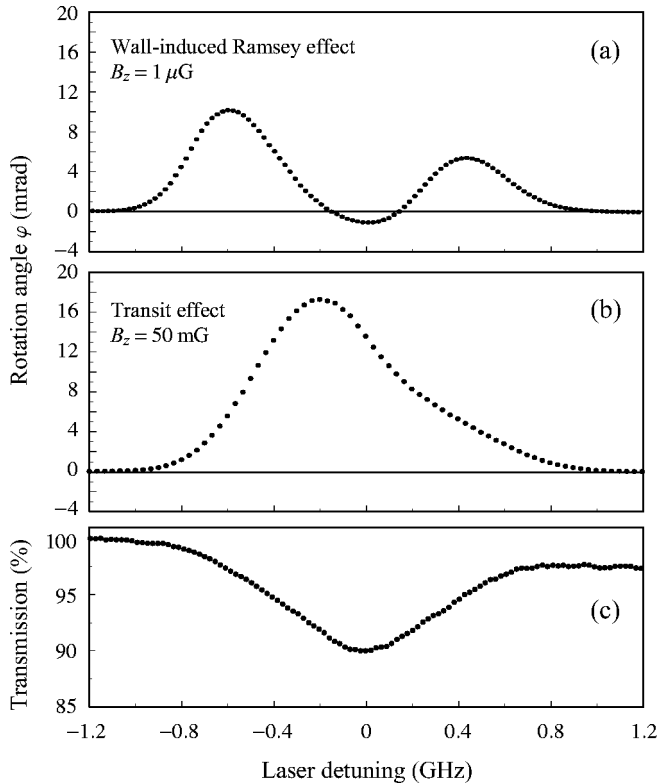 Rotation angle φ (mrad)
20
16
12
8
4
0
−4
Wall-induced Ramsey effect
B_z = 1 μG
(a)
20
16
12
8
4
0
−4
Transit effect
B_z = 50 mG
(b)
Transmission (%)
100
95
90
85
(c)
−1.2 −0.8 −0.4 0 0.4 0.8 1.2
Laser detuning (GHz)